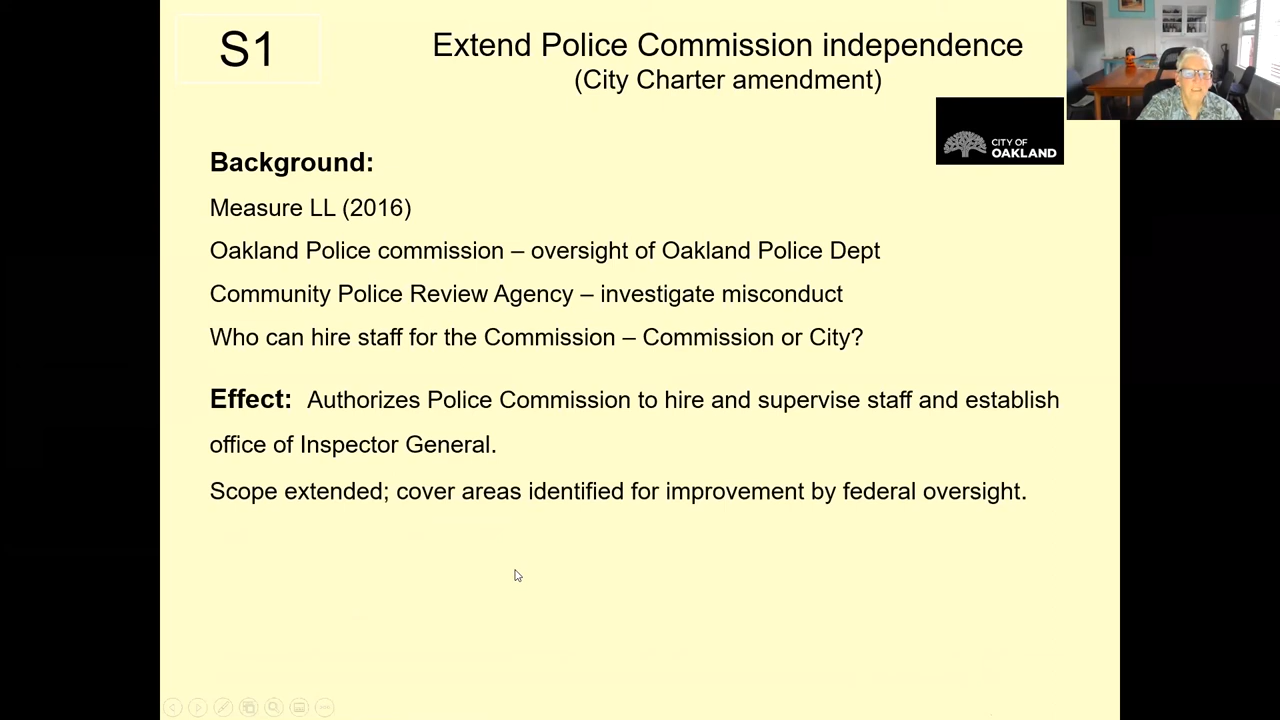 S1
Extend Police Commission independence
(City Charter amendment)
CITY OF
OAKLAND
Background:
Measure LL (2016)
Oakland Police commission – oversight of Oakland Police Dept
Community Police Review Agency – investigate misconduct
Who can hire staff for the Commission – Commission or City?
Effect: Authorizes Police Commission to hire and supervise staff and establish
office of Inspector General.
Scope extended; cover areas identified for improvement by federal oversight.